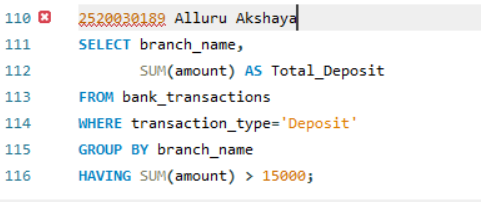 110 2520030189 Alluru Akshaya
111 SELECT branch_name,
112 SUM(amount) AS Total_Deposit
113 FROM bank_transactions
114 WHERE transaction_type='Deposit'
115 GROUP BY branch_name
116 HAVING SUM(amount) > 15000;